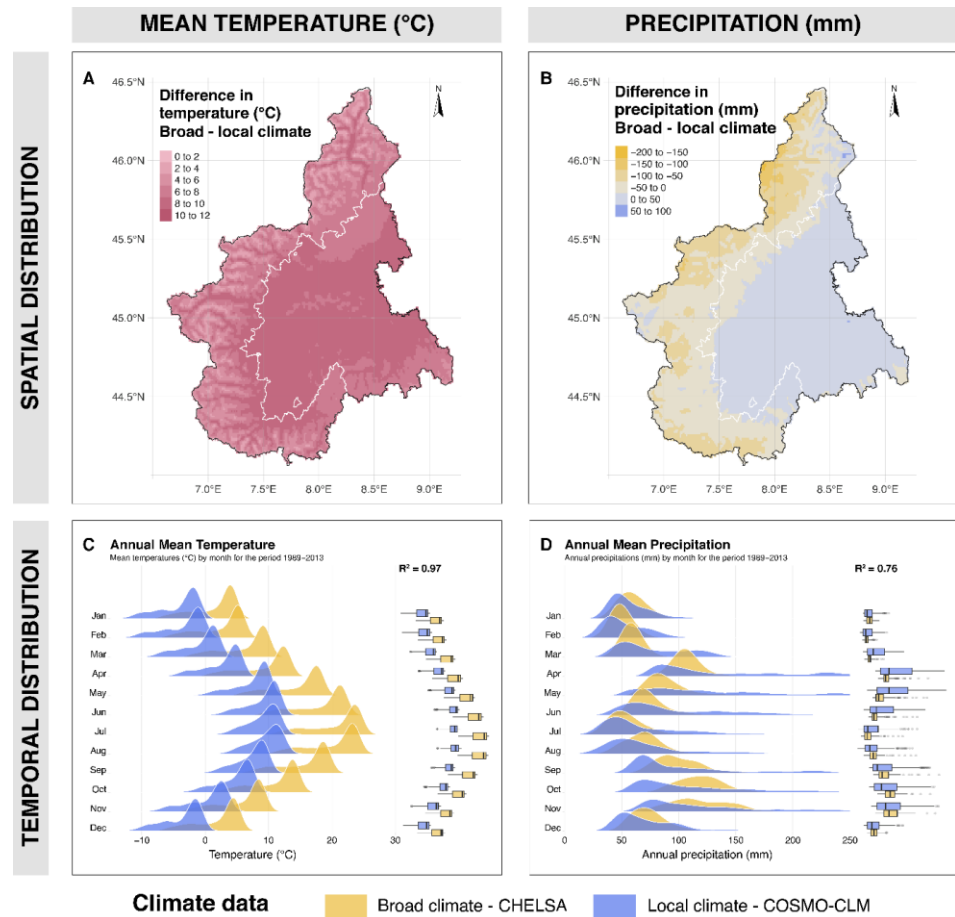 MEAN TEMPERATURE (°C)
PRECIPITATION (mm)
SPATIAL DISTRIBUTION
A
Difference in
temperature (°C)
Broad - local climate
0 to 2
2 to 4
4 to 6
6 to 8
8 to 10
10 to 12
N
46.5°N
46.0°N
45.5°N
45.0°N
44.5°N
7.0°E 7.5°E 8.0°E 8.5°E 9.0°E
B
Difference in
precipitation (mm)
Broad - local climate
−200 to −150
−150 to −100
−100 to −50
−50 to 0
0 to 50
50 to 100
N
46.5°N
46.0°N
45.5°N
45.0°N
44.5°N
7.0°E 7.5°E 8.0°E 8.5°E 9.0°E
TEMPORAL DISTRIBUTION
C Annual Mean Temperature
Mean temperatures (°C) by month for the period 1989−2013
R² = 0.97
Jan
Feb
Mar
Apr
May
Jun
Jul
Aug
Sep
Oct
Nov
Dec
−10 0 10 20 30
Temperature (°C)
D Annual Mean Precipitation
Annual precipitations (mm) by month for the period 1989−2013
R² = 0.76
Jan
Feb
Mar
Apr
May
Jun
Jul
Aug
Sep
Oct
Nov
Dec
0 50 100 150 200 250
Annual precipitation (mm)
Climate data
Broad climate - CHELSA
Local climate - COSMO-CLM